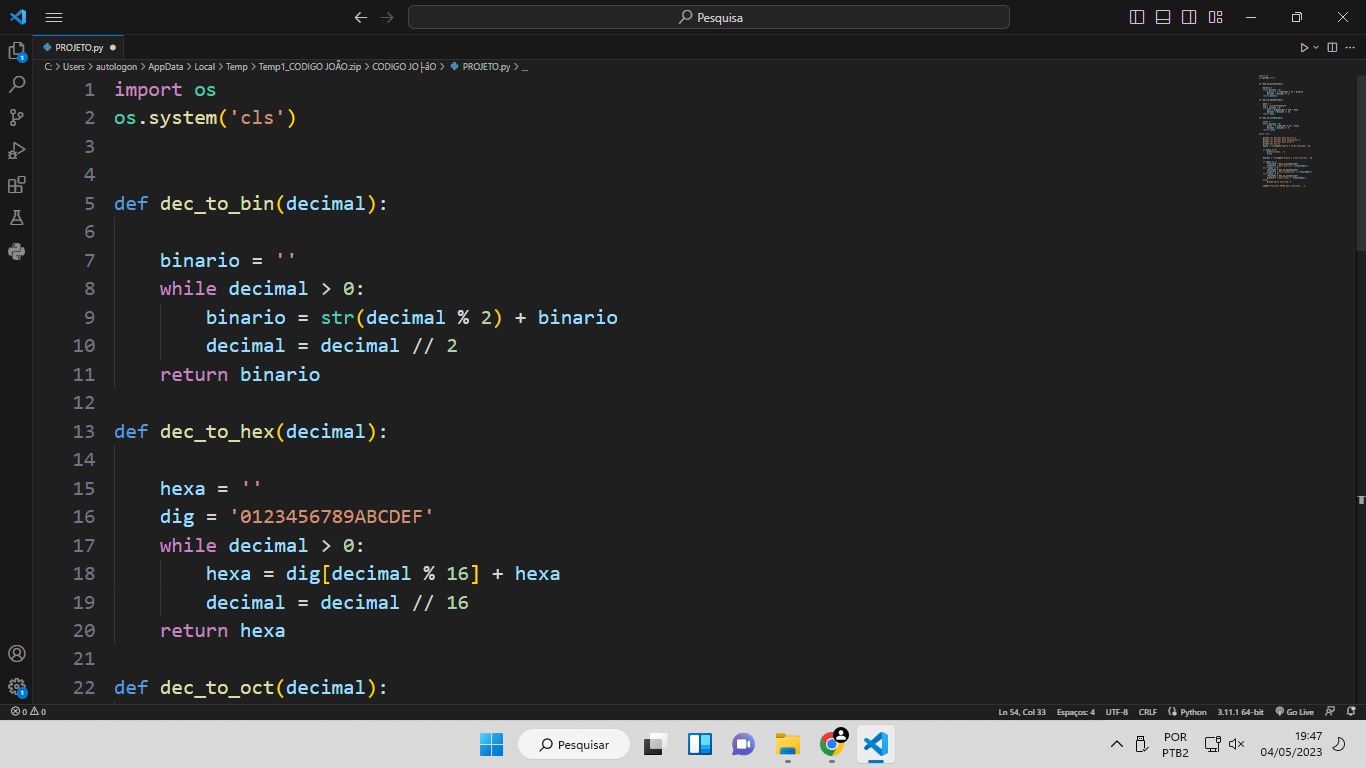 Pesquisa
PROJETO.py
C: > Users > autologon > AppData > Local > Temp > Temp1_CODIGO JOÃO.zip > CODIGO JO├âO > PROJETO.py > ...
1 import os
2 os.system('cls')
3
4
5 def dec_to_bin(decimal):
6
7 binario = ''
8 while decimal > 0:
9 binario = str(decimal % 2) + binario
10 decimal = decimal // 2
11 return binario
12
13 def dec_to_hex(decimal):
14
15 hexa = ''
16 dig = '0123456789ABCDEF'
17 while decimal > 0:
18 hexa = dig[decimal % 16] + hexa
19 decimal = decimal // 16
20 return hexa
21
22 def dec_to_oct(decimal):
1
1
0 0
Ln 54, Col 33 Espaços: 4 UTF-8 CRLF Python 3.11.1 64-bit Go Live
Pesquisar
POR
PTB2
19:47
04/05/2023